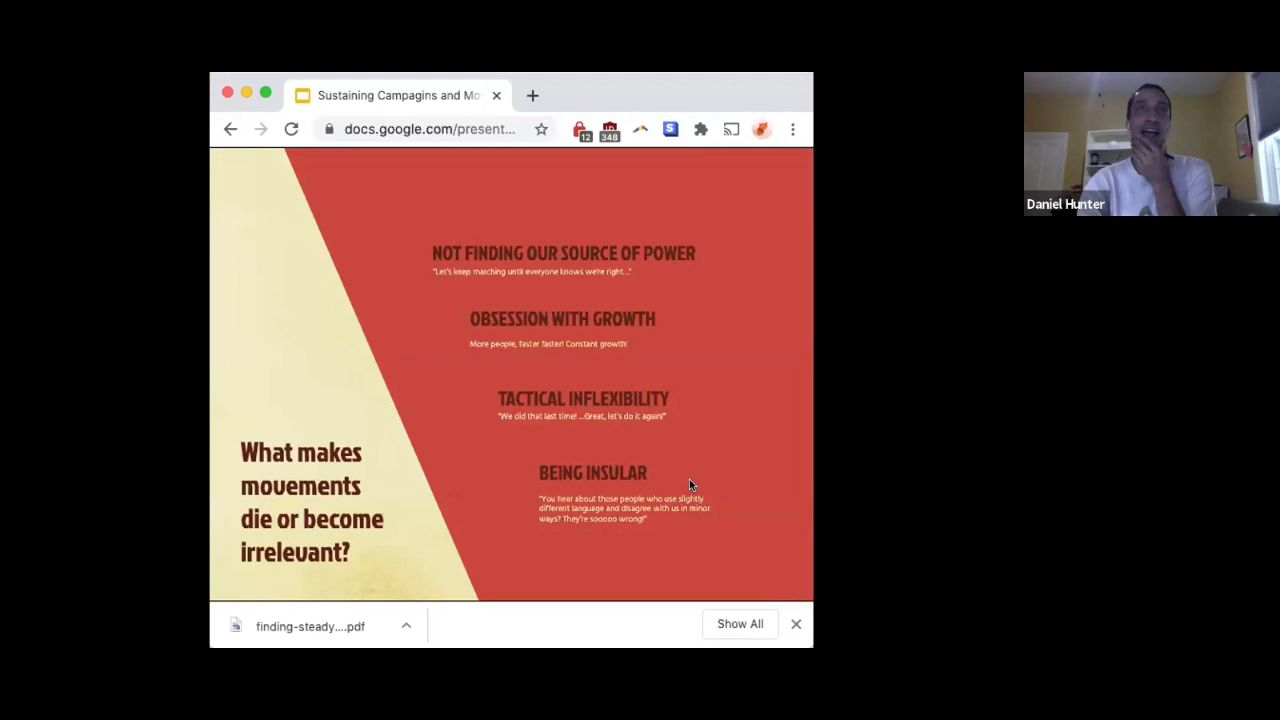 Sustaining Campagins and Mo
docs.google.com/present...
12
348
S
Daniel Hunter
NOT FINDING OUR SOURCE OF POWER
"Let's keep marching until everyone knows we're right..."
OBSESSION WITH GROWTH
More people, faster faster! Constant growth!
TACTICAL INFLEXIBILITY
"We did that last time! ...Great, let's do it again!"
What makes
movements
die or become
irrelevant?
BEING INSULAR
"You hear about those people who use slightly
different language and disagree with us in minor
ways? They're sooooo wrong!"
finding-steady....pdf
Show All